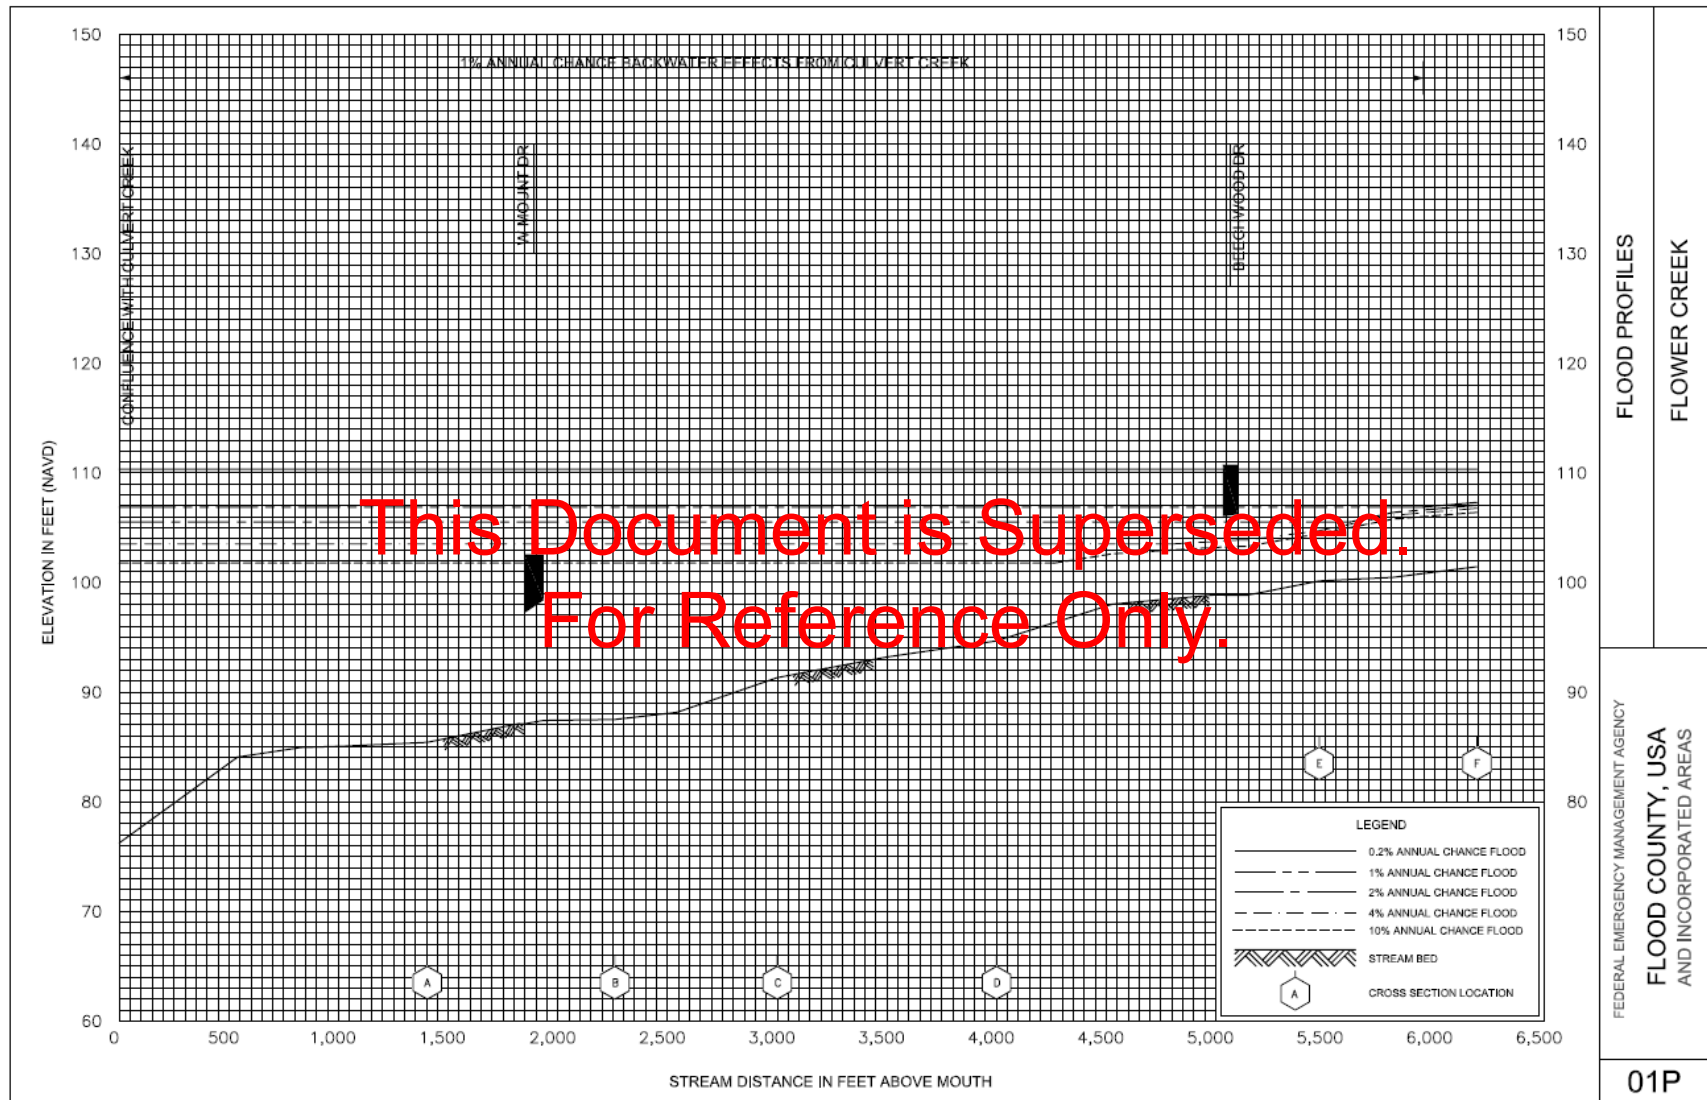 150
140
130
120
110
100
90
80
70
60
ELEVATION IN FEET (NAVD)
1% ANNUAL CHANCE BACKWATER EFFECTS FROM CULVERT CREEK
CONFLUENCE WITH CULVERT CREEK
W MOUNT DR
BEECH WOOD DR
This Document is Superseded.
For Reference Only.
A
B
C
D
E
F
150
140
130
120
110
100
90
80
LEGEND
0.2% ANNUAL CHANCE FLOOD
1% ANNUAL CHANCE FLOOD
2% ANNUAL CHANCE FLOOD
4% ANNUAL CHANCE FLOOD
10% ANNUAL CHANCE FLOOD
STREAM BED
A
CROSS SECTION LOCATION
0 500 1,000 1,500 2,000 2,500 3,000 3,500 4,000 4,500 5,000 5,500 6,000 6,500
STREAM DISTANCE IN FEET ABOVE MOUTH
FLOOD PROFILES
FLOWER CREEK
FEDERAL EMERGENCY MANAGEMENT AGENCY
FLOOD COUNTY, USA
AND INCORPORATED AREAS
01P